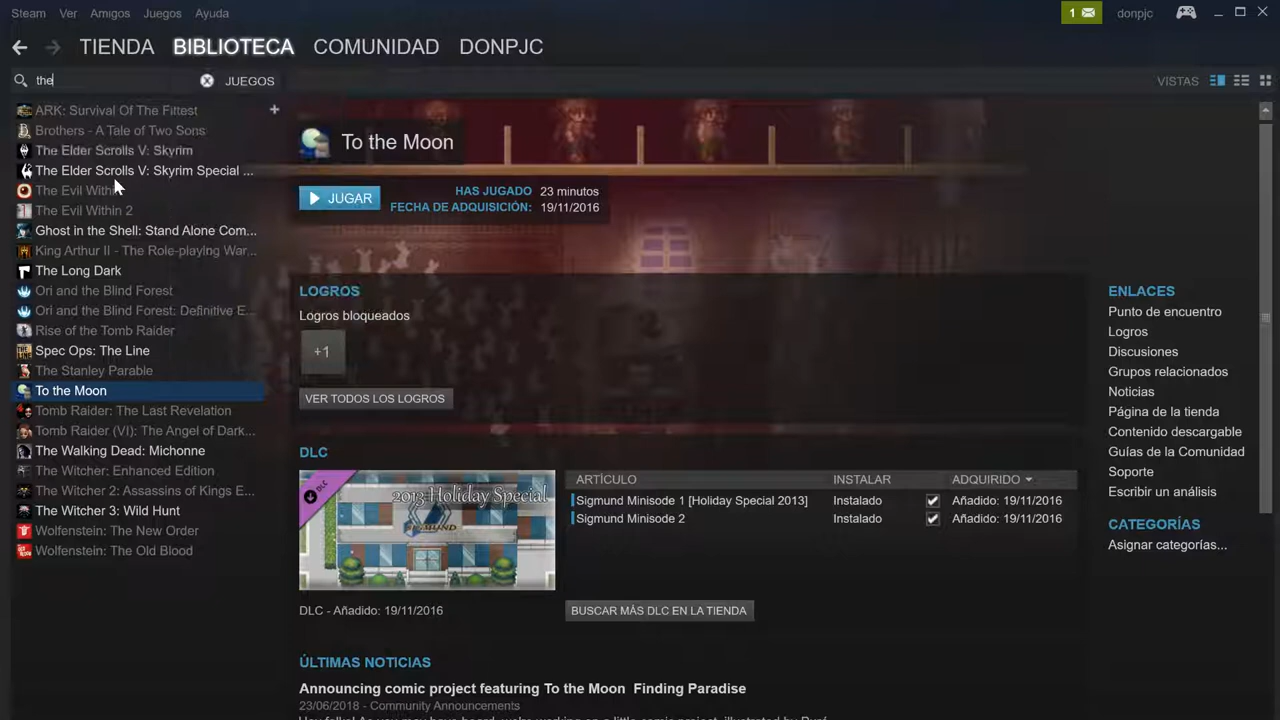 Steam Ver Amigos Juegos Ayuda 1 donpjc
TIENDA BIBLIOTECA COMUNIDAD DONPJC
the JUEGOS VISTAS
ARK: Survival Of The Fittest
Brothers - A Tale of Two Sons
The Elder Scrolls V: Skyrim
The Elder Scrolls V: Skyrim Special ...
The Evil
The Evil Within 2
Ghost in the Shell: Stand Alone Com...
King Arthur II - The Role-playing War...
The Long Dark
Ori and the Blind Forest
Ori and the Blind Forest: Definitive E...
Rise of the Tomb Raider
Spec Ops: The Line
The Stanley Parable
To the Moon
Tomb Raider: The Last Revelation
Tomb Raider (VI): The Angel of Dark...
The Walking Dead: Michonne
The Witcher: Enhanced Edition
The Witcher 2: Assassins of Kings E...
The Witcher 3: Wild Hunt
Wolfenstein: The New Order
Wolfenstein: The Old Blood
To the Moon
JUGAR
HAS JUGADO 23 minutos
FECHA DE ADQUISICIÓN: 19/11/2016
LOGROS
Logros bloqueados
+1
VER TODOS LOS LOGROS
DLC
2013 Holiday Special
SIGMUND
DLC - Añadido: 19/11/2016
ARTÍCULO INSTALAR ADQUIRIDO
Sigmund Minisode 1 [Holiday Special 2013] Instalado Añadido: 19/11/2016
Sigmund Minisode 2 Instalado Añadido: 19/11/2016
BUSCAR MÁS DLC EN LA TIENDA
ÚLTIMAS NOTICIAS
Announcing comic project featuring To the Moon Finding Paradise
23/06/2018 - Community Announcements
ENLACES
Punto de encuentro
Logros
Discusiones
Grupos relacionados
Noticias
Página de la tienda
Contenido descargable
Guías de la Comunidad
Soporte
Escribir un análisis
CATEGORÍAS
Asignar categorías...